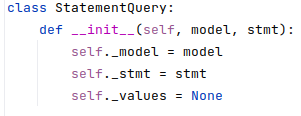 class StatementQuery:
    def __init__(self, model, stmt):
        self._model = model
        self._stmt = stmt
        self._values = None